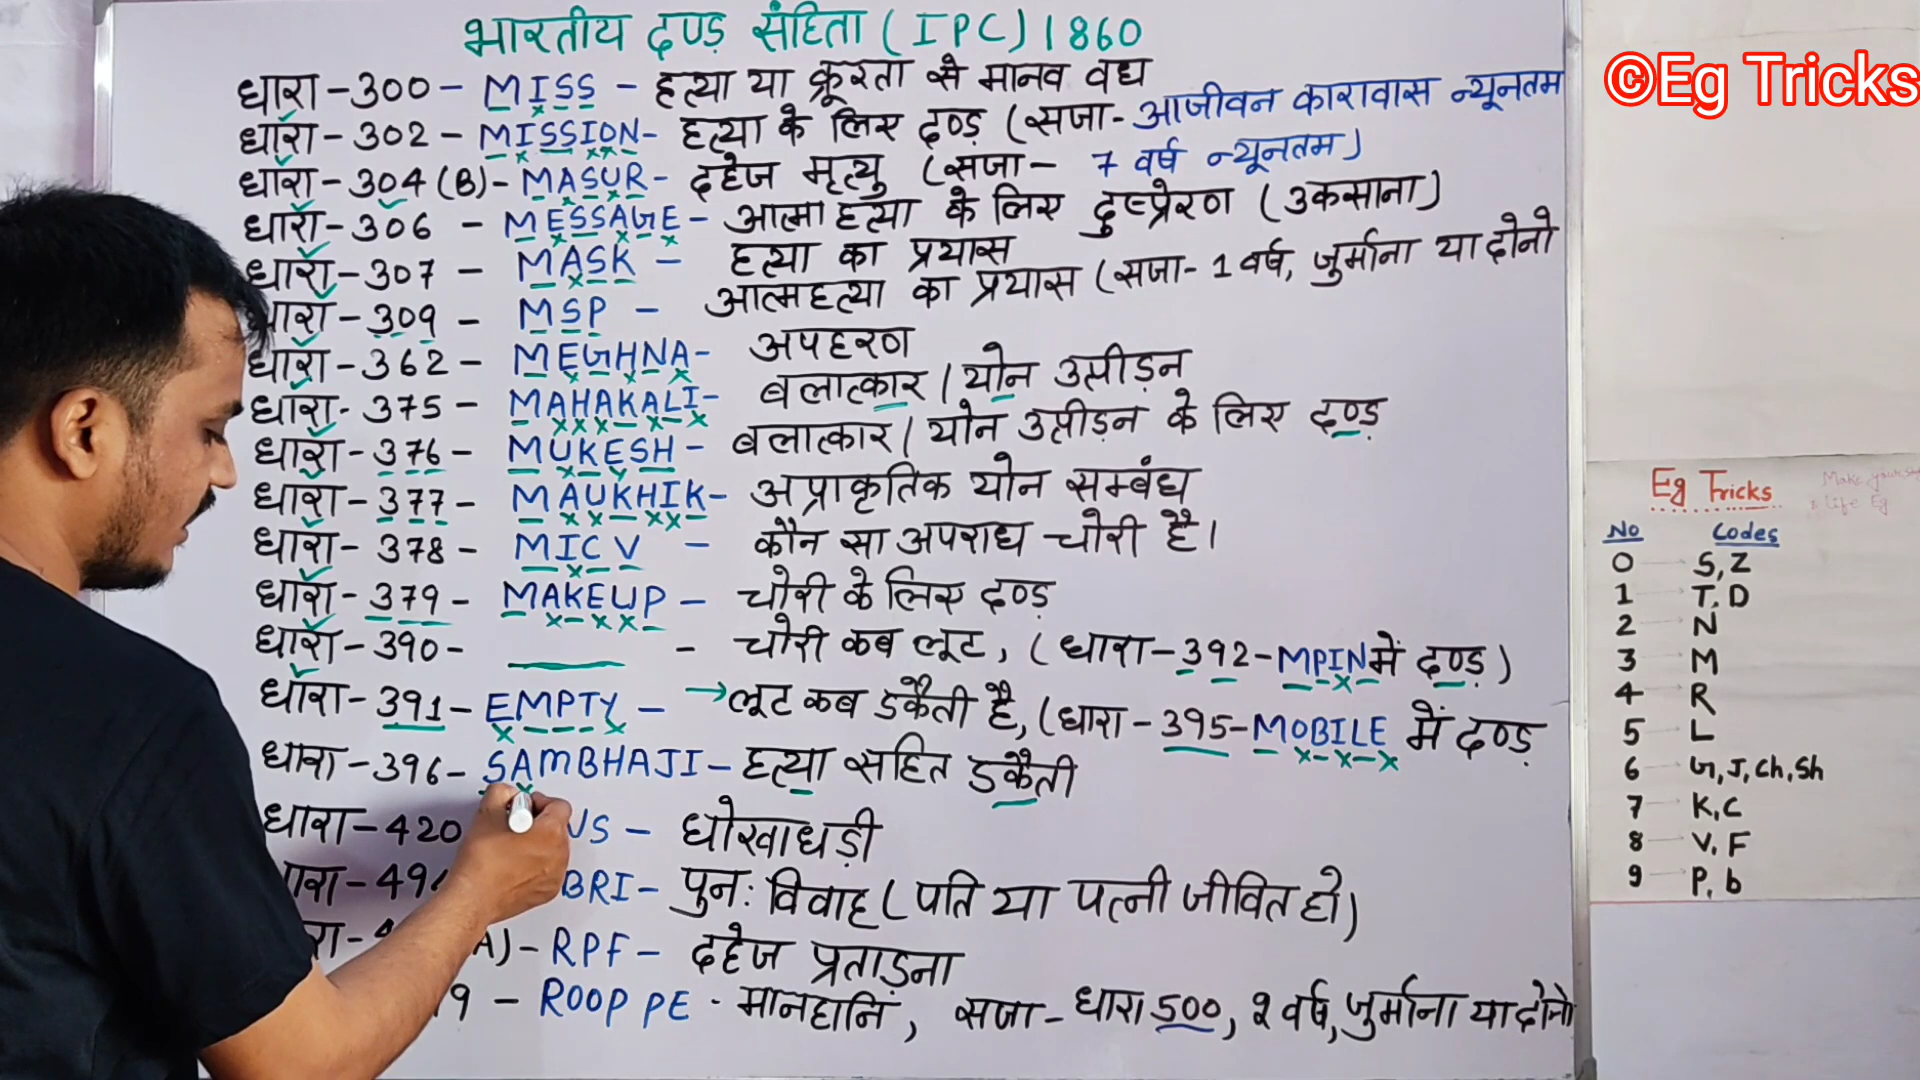 भारतीय दण्ड संहिता (IPC) 1860
धारा-300- MISS - हत्या या क्रूरता से मानव वध
धारा-302 - MISSION- हत्या के लिए दण्ड (सजा- आजीवन कारावास न्यूनतम
धारा-304(B)- MASUR- दहेज मृत्यु (सजा- 7 वर्ष न्यूनतम)
धारा-306 - MESSAGE- आत्महत्या के लिए दुष्प्रेरण (उकसाना)
धारा-307 - MASK - हत्या का प्रयास
धारा-309 - MSP - आत्महत्या का प्रयास (सजा- 1 वर्ष, जुर्माना या दोनो
धारा-362- MEGHNA- अपहरण
धारा-375- MAHAKALI- बलात्कार / योन उत्पीड़न
धारा-376- MUKESH- बलात्कार / योन उत्पीड़न के लिए दण्ड
धारा-377- MAUKHIK- अप्राकृतिक योन सम्बंध
धारा-378- MICV - कौन सा अपराध चोरी है।
धारा-379- MAKEUP- चोरी के लिए दण्ड
धारा-390- - चोरी कब लूट, (धारा-392-MPIN में दण्ड)
धारा-391- EMPTY - →लूट कब डकैती है, (धारा-395-MOBILE में दण्ड
धारा-396- SAMBHAJI- हत्या सहित डकैती
धारा-420 US - धोखाधड़ी
धारा-494 BRI- पुन: विवाह (पति या पत्नी जीवित हो)
A)- RPF- दहेज प्रताड़ना
9 - ROOP PE - मानहानि, सजा- धारा 500, 2 वर्ष, जुर्माना या दोनो
©Eg Tricks
Eg Tricks
No Codes
0 S, Z
1 T, D
2 N
3 M
4 R
5 L
6 G, J, Ch, Sh
7 K, C
8 V, F
9 P, b